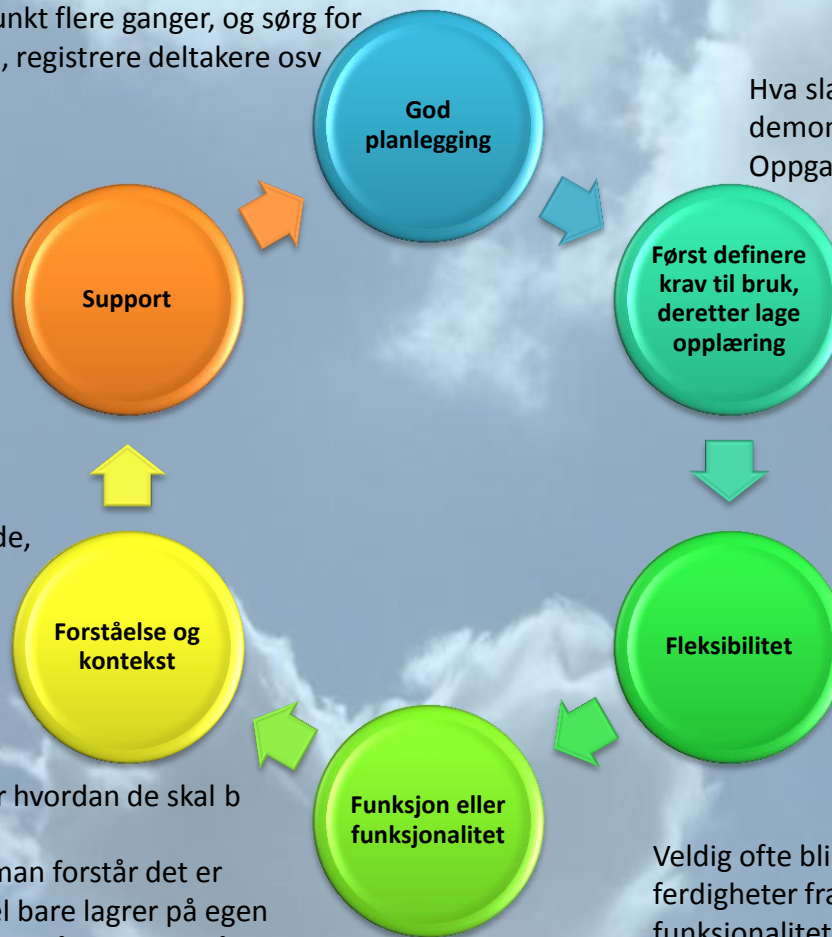 unkt flere ganger, og sørg for
, registrere deltakere osv
God
planlegging
Hva sla
demor
Oppga
Først definere
krav til bruk,
deretter lage
opplæring
Support
de,
Forståelse og
kontekst
Fleksibilitet
r hvordan de skal b
Funksjon eller
funksjonalitet
man forstår det er
el bare lagrer på egen
Veldig ofte bli
ferdigheter fra
funksjonalitet